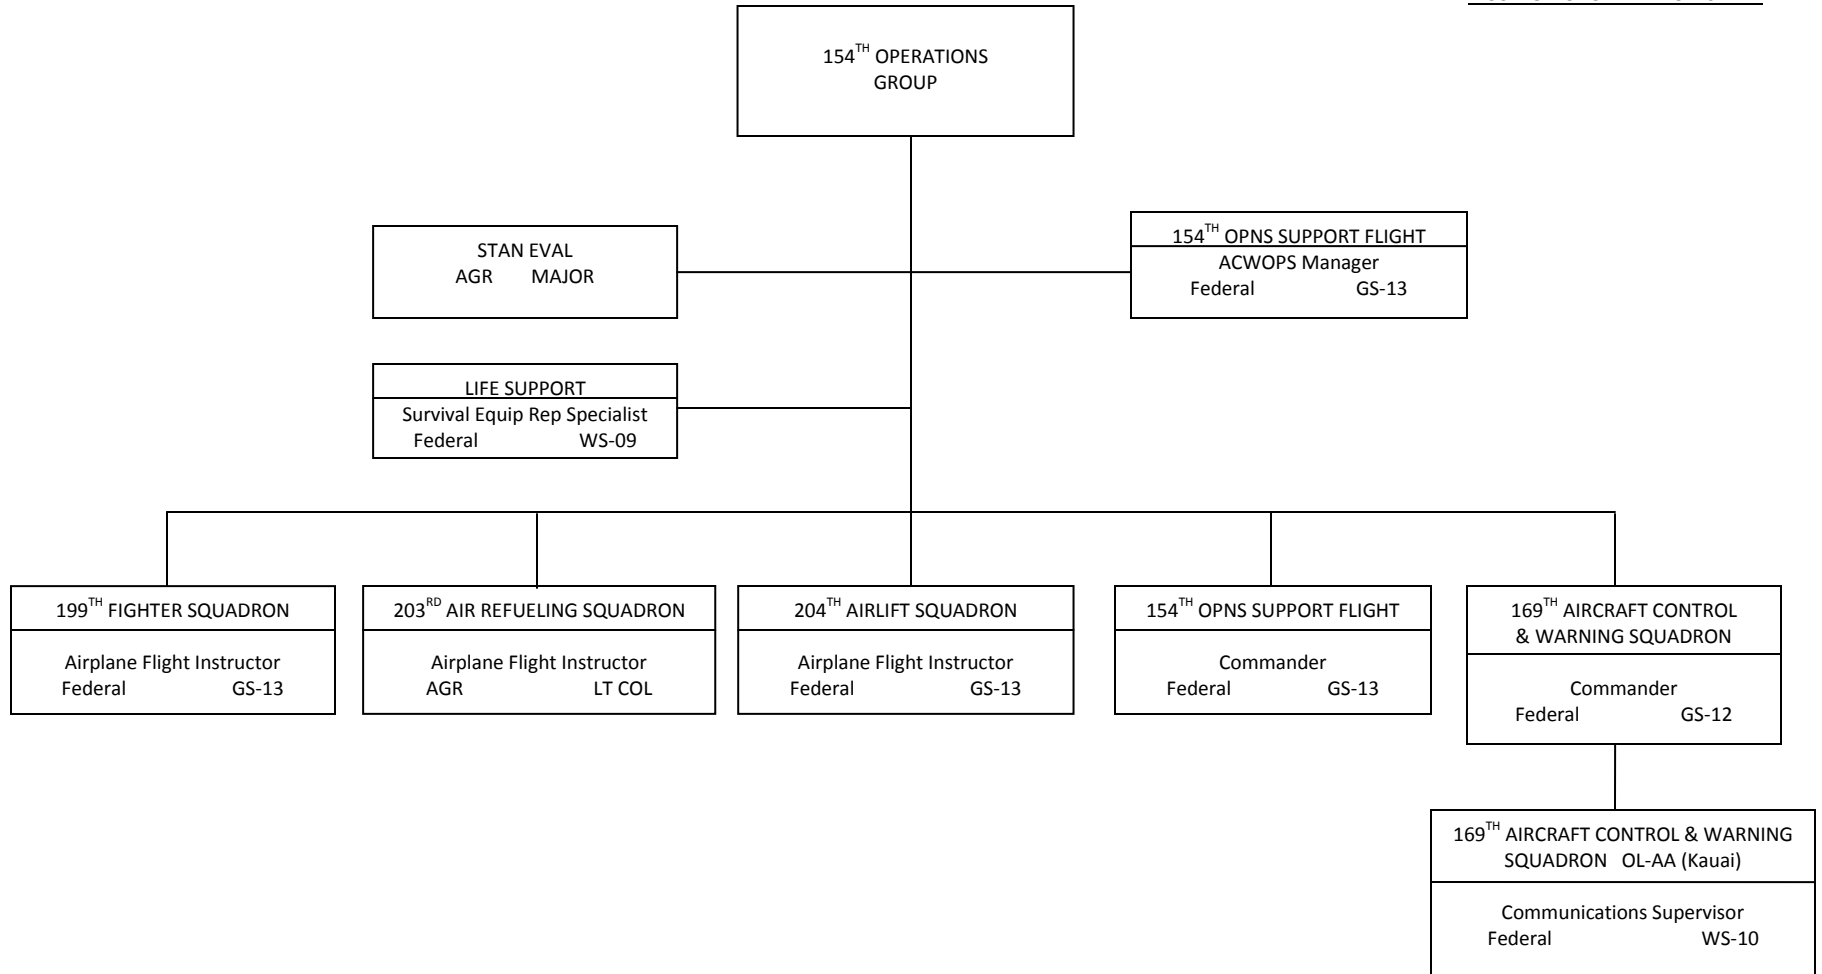 154TH OPERATIONS
GROUP
STAN EVAL
AGR MAJOR
154TH OPNS SUPPORT FLIGHT
ACWOPS Manager
Federal GS-13
LIFE SUPPORT
Survival Equip Rep Specialist
Federal WS-09
199TH FIGHTER SQUADRON
Airplane Flight Instructor
Federal GS-13
203RD AIR REFUELING SQUADRON
Airplane Flight Instructor
AGR LT COL
204TH AIRLIFT SQUADRON
Airplane Flight Instructor
Federal GS-13
154TH OPNS SUPPORT FLIGHT
Commander
Federal GS-13
169TH AIRCRAFT CONTROL
& WARNING SQUADRON
Commander
Federal GS-12
169TH AIRCRAFT CONTROL & WARNING
SQUADRON OL-AA (Kauai)
Communications Supervisor
Federal WS-10